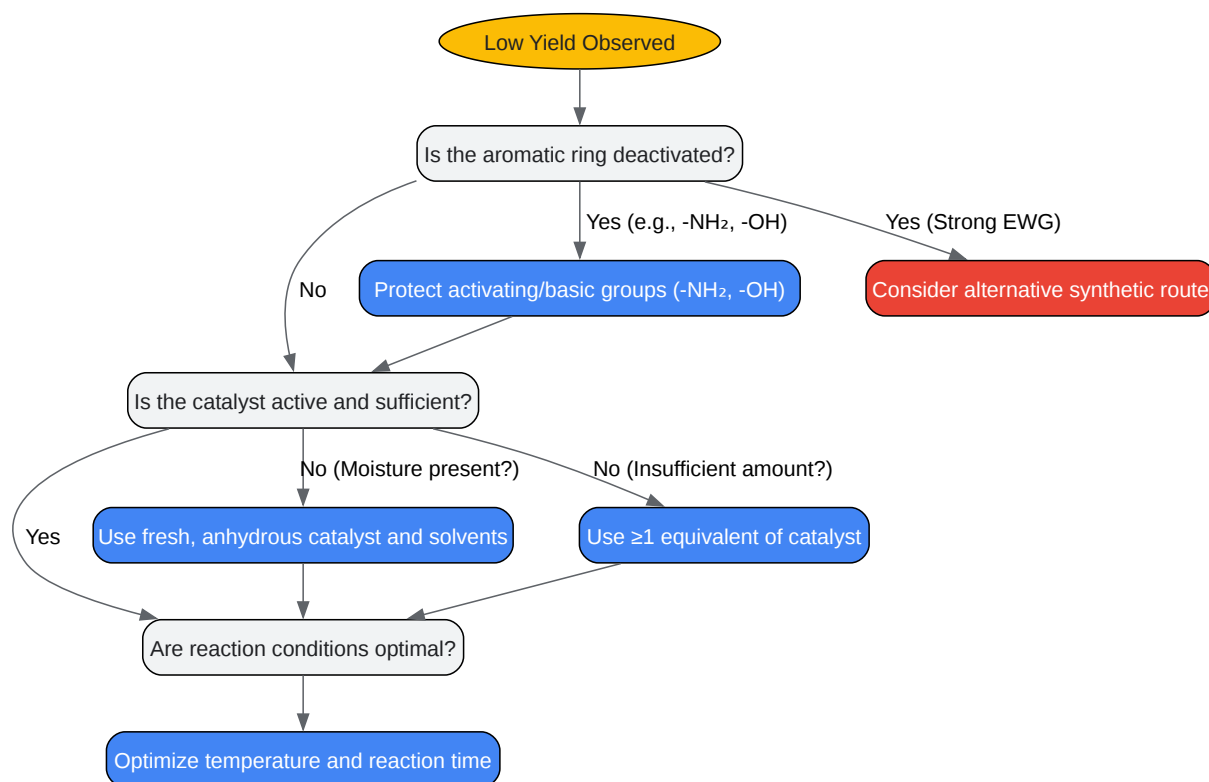 Low Yield Observed
Is the aromatic ring deactivated?
Yes (e.g., -NH₂, -OH)
Yes (Strong EWG)
No
Protect activating/basic groups (-NH₂, -OH)
Consider alternative synthetic route
Is the catalyst active and sufficient?
No (Moisture present?)
No (Insufficient amount?)
Yes
Use fresh, anhydrous catalyst and solvents
Use ≥1 equivalent of catalyst
Are reaction conditions optimal?
Optimize temperature and reaction time